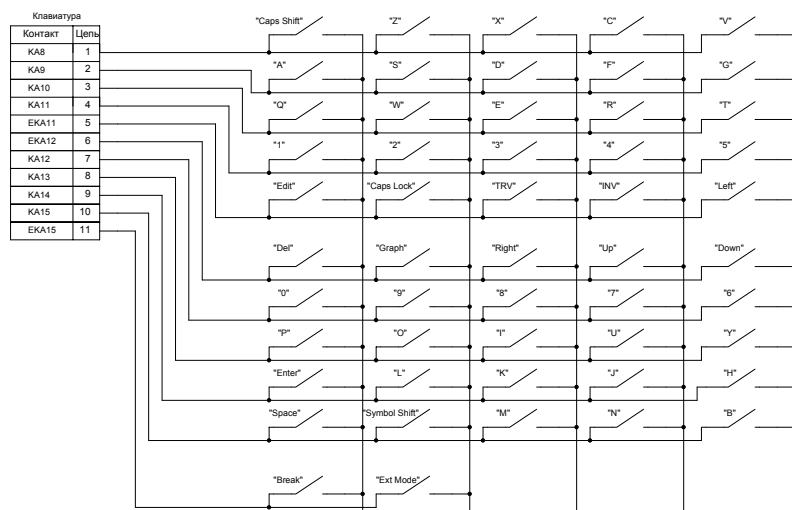 Клавиатура
Контакт Цепь
KA8 1
KA9 2
KA10 3
KA11 4
EKA11 5
EKA12 6
KA12 7
KA13 8
KA14 9
KA15 10
EKA15 11
"Caps Shift" "Z" "X" "C" "V"
"A" "S" "D" "F" "G"
"Q" "W" "E" "R" "T"
"1" "2" "3" "4" "5"
"Edit" "Caps Lock" "TRV" "INV" "Left"
"Del" "Graph" "Right" "Up" "Down"
"0" "9" "8" "7" "6"
"P" "O" "I" "U" "Y"
"Enter" "L" "K" "J" "H"
"Space" "Symbol Shift" "M" "N" "B"
"Break" "Ext Mode"